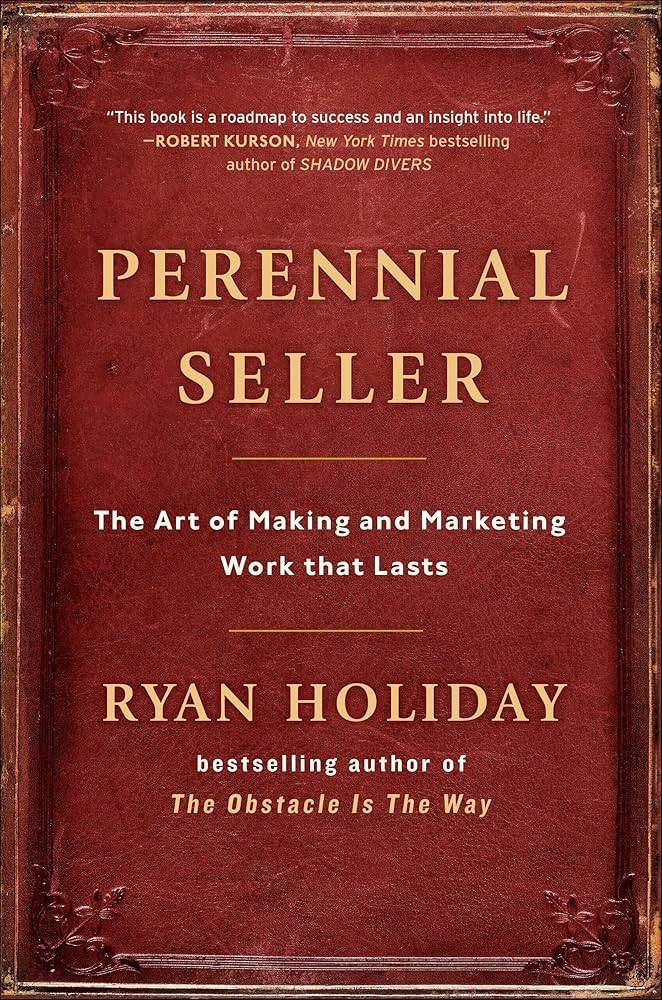 “This book is a roadmap to success and an insight into life.”
—ROBERT KURSON, New York Times bestselling
author of SHADOW DIVERS
PERENNIAL
SELLER
The Art of Making and Marketing
Work that Lasts
RYAN HOLIDAY
bestselling author of
The Obstacle Is The Way